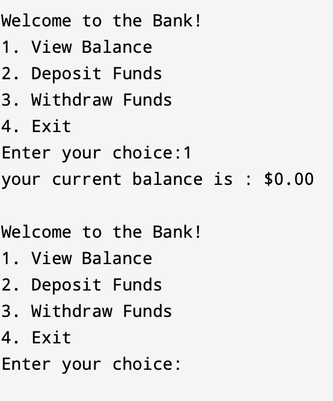 Welcome to the Bank!
1. View Balance
2. Deposit Funds
3. Withdraw Funds
4. Exit
Enter your choice:1
your current balance is : $0.00

Welcome to the Bank!
1. View Balance
2. Deposit Funds
3. Withdraw Funds
4. Exit
Enter your choice: